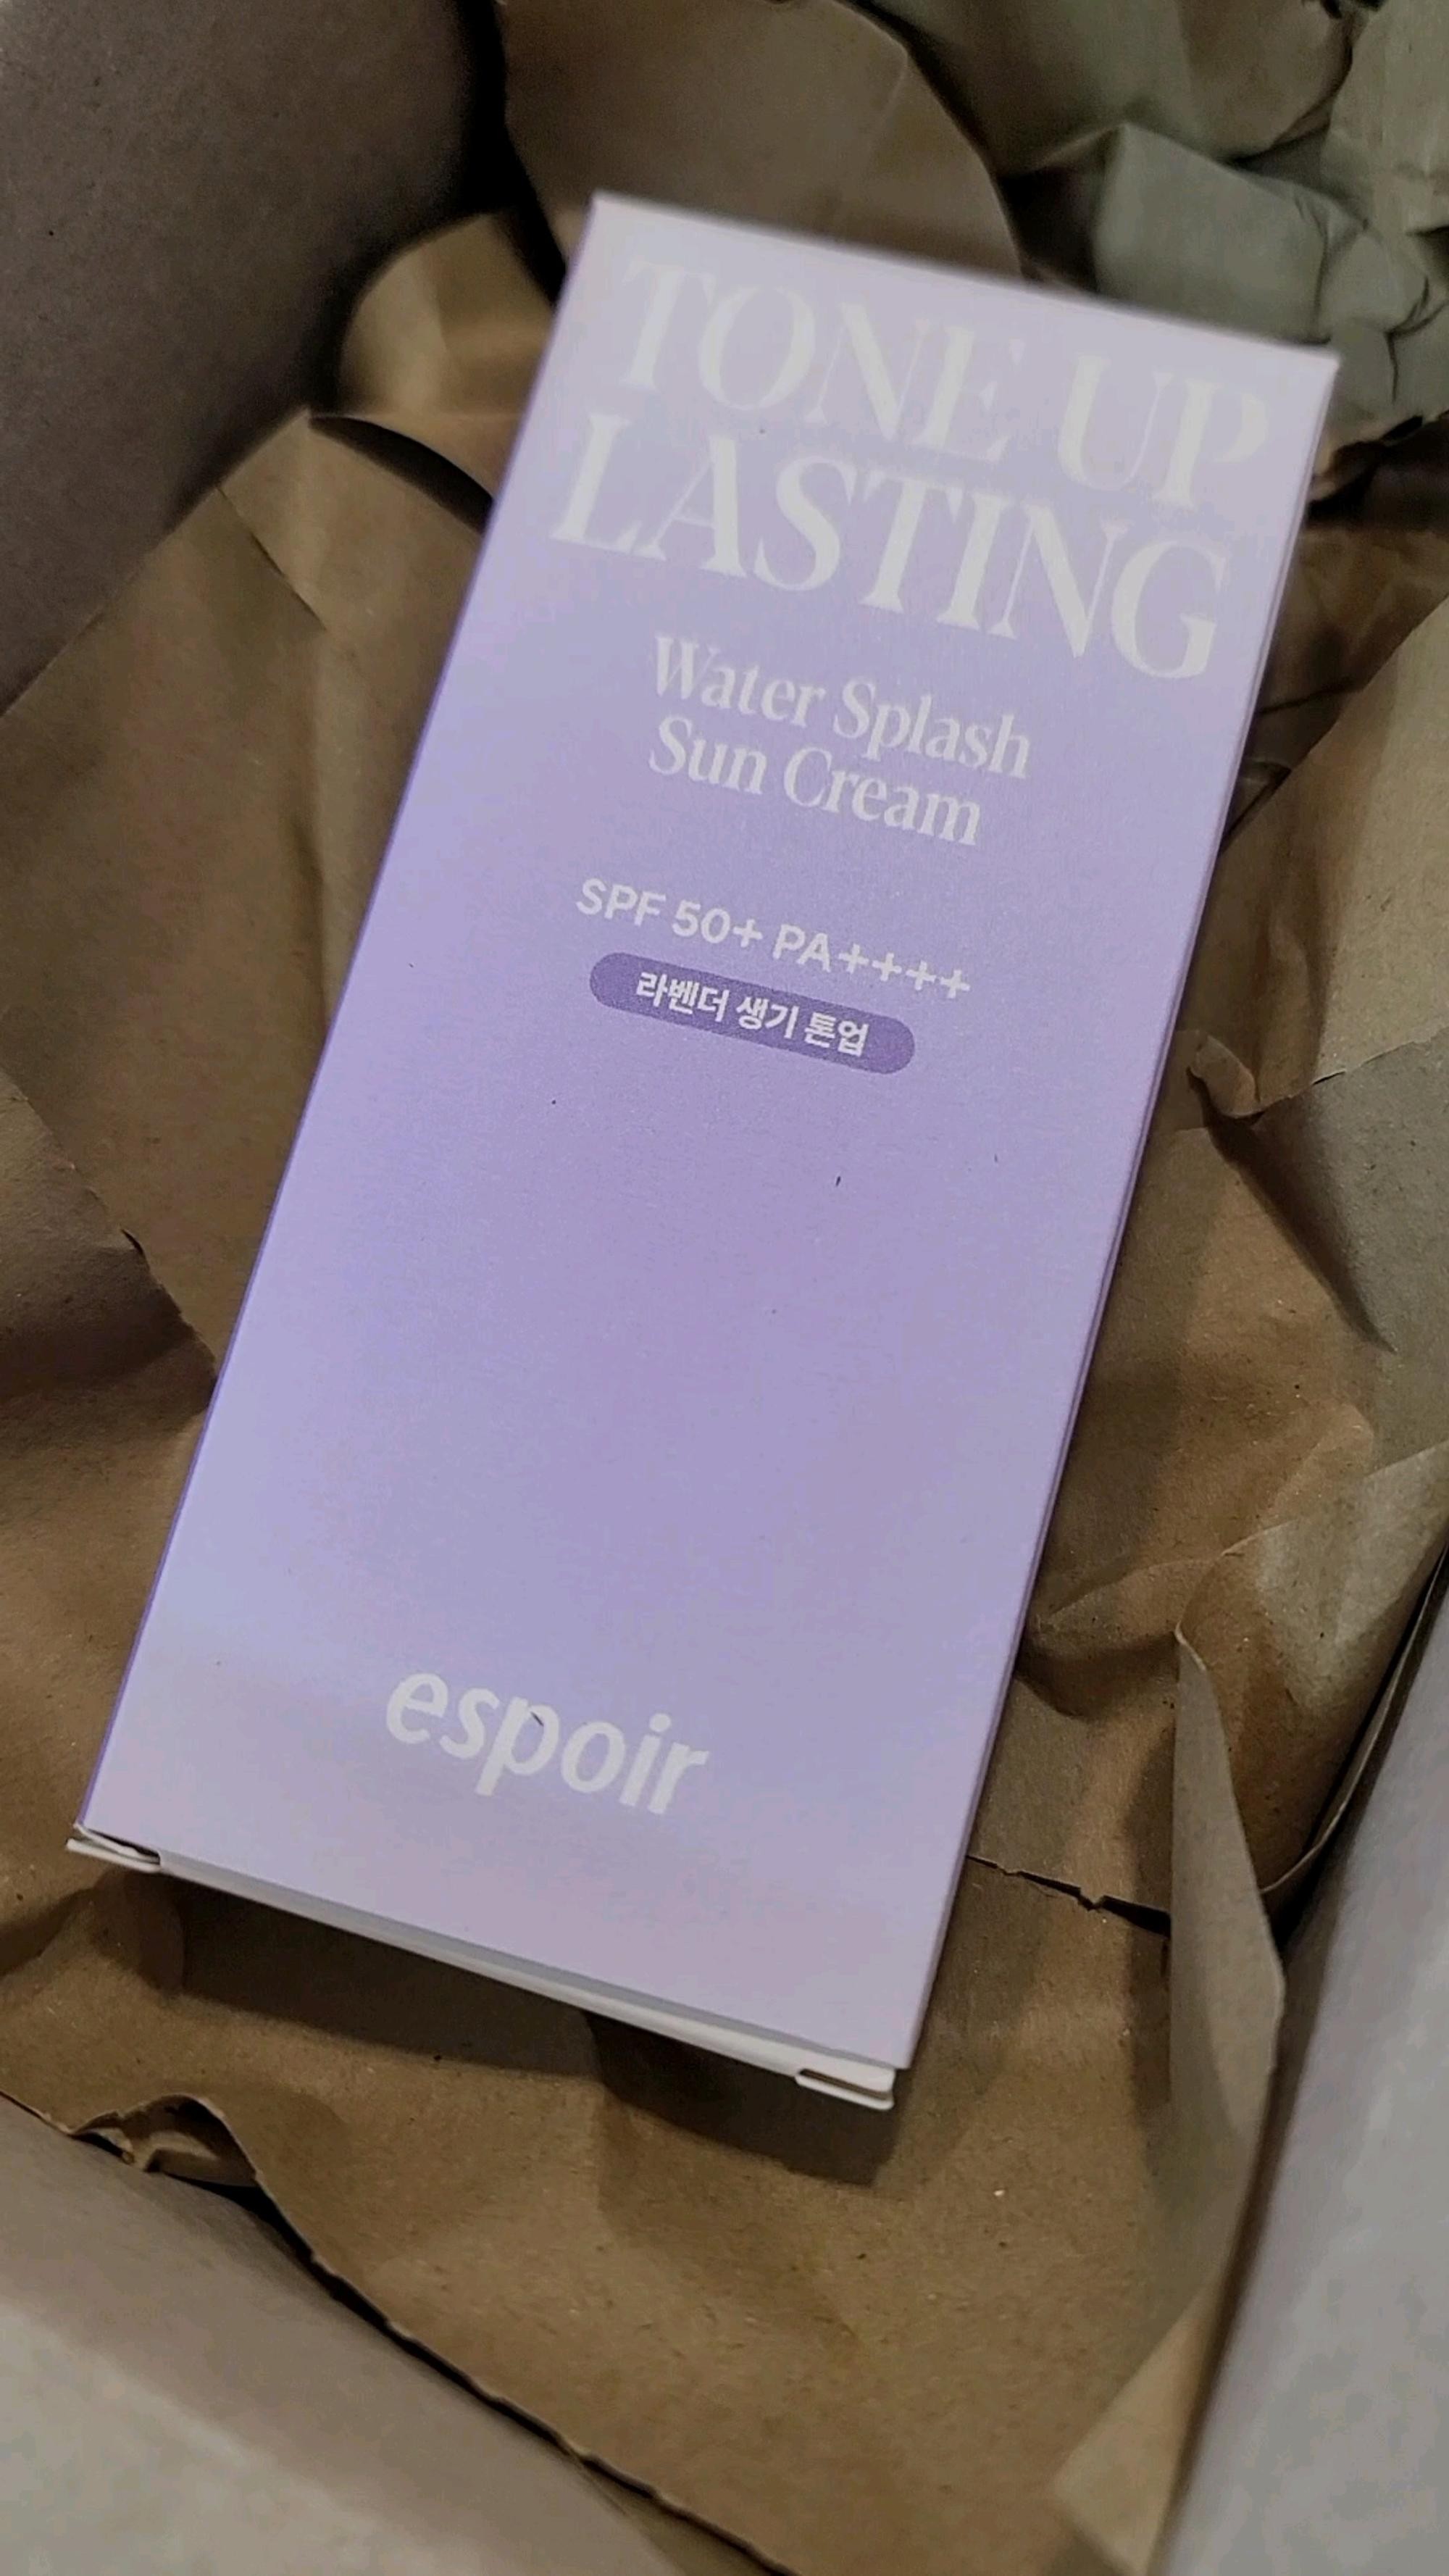 TONE UP
LASTING
Water Splash
Sun Cream
SPF 50+ PA++++
라벤더 생기 톤업
espoir